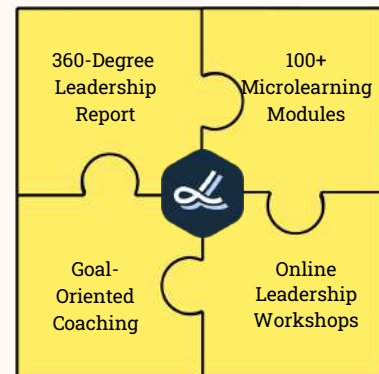 360-Degree
Leadership
Report
100+
Microlearning
Modules
Goal-
Oriented
Coaching
Online
Leadership
Workshops